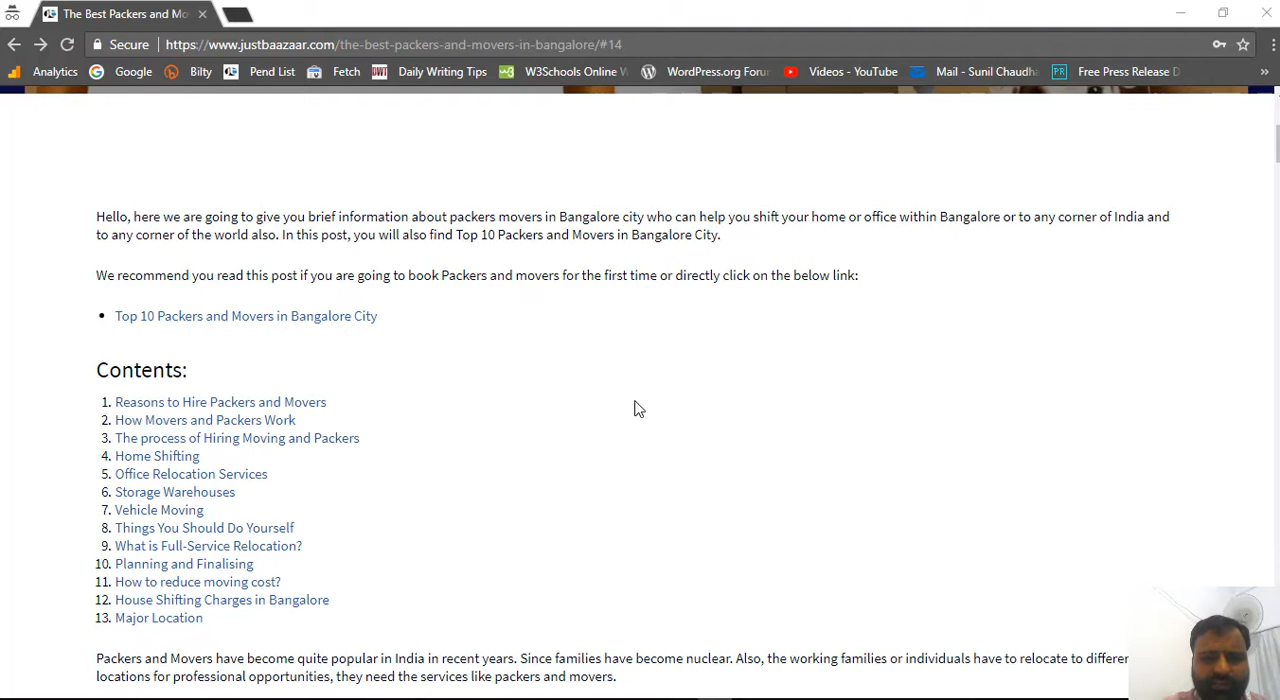 The Best Packers and Mo
Secure https://www.justbaazaar.com/the-best-packers-and-movers-in-bangalore/#14
Analytics Google Bilty Pend List Fetch DWT Daily Writing Tips W3Schools Online W WordPress.org Foru Videos - YouTube Mail - Sunil Chaudha PR Free Press Release D »
Hello, here we are going to give you brief information about packers movers in Bangalore city who can help you shift your home or office within Bangalore or to any corner of India and
to any corner of the world also. In this post, you will also find Top 10 Packers and Movers in Bangalore City.
We recommend you read this post if you are going to book Packers and movers for the first time or directly click on the below link:
• Top 10 Packers and Movers in Bangalore City
Contents:
1. Reasons to Hire Packers and Movers
2. How Movers and Packers Work
3. The process of Hiring Moving and Packers
4. Home Shifting
5. Office Relocation Services
6. Storage Warehouses
7. Vehicle Moving
8. Things You Should Do Yourself
9. What is Full-Service Relocation?
10. Planning and Finalising
11. How to reduce moving cost?
12. House Shifting Charges in Bangalore
13. Major Location
Packers and Movers have become quite popular in India in recent years. Since families have become nuclear. Also, the working families or individuals have to relocate to differen
locations for professional opportunities, they need the services like packers and movers.